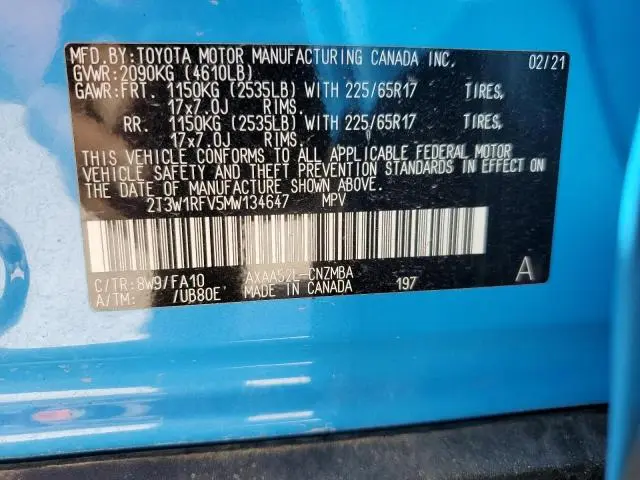 MFD.BY:TOYOTA MOTOR MANUFACTURING CANADA INC. 02/21
GVWR:2090KG (4610LB)
GAWR:FRT. 1150KG (2535LB) WITH 225/65R17 TIRES,
17x7.0J RIMS.
RR. 1150KG (2535LB) WITH 225/65R17 TIRES,
17x7.0J RIMS.
THIS VEHICLE CONFORMS TO ALL APPLICABLE FEDERAL MOTOR
VEHICLE SAFETY AND THEFT PREVENTION STANDARDS IN EFFECT ON
THE DATE OF MANUFACTURE SHOWN ABOVE.
2T3W1RFV5MW134647 MPV
C/TR:8W9/FA10 AXAA52L-CNZMBA A
A/TM: /UB80E MADE IN CANADA 197